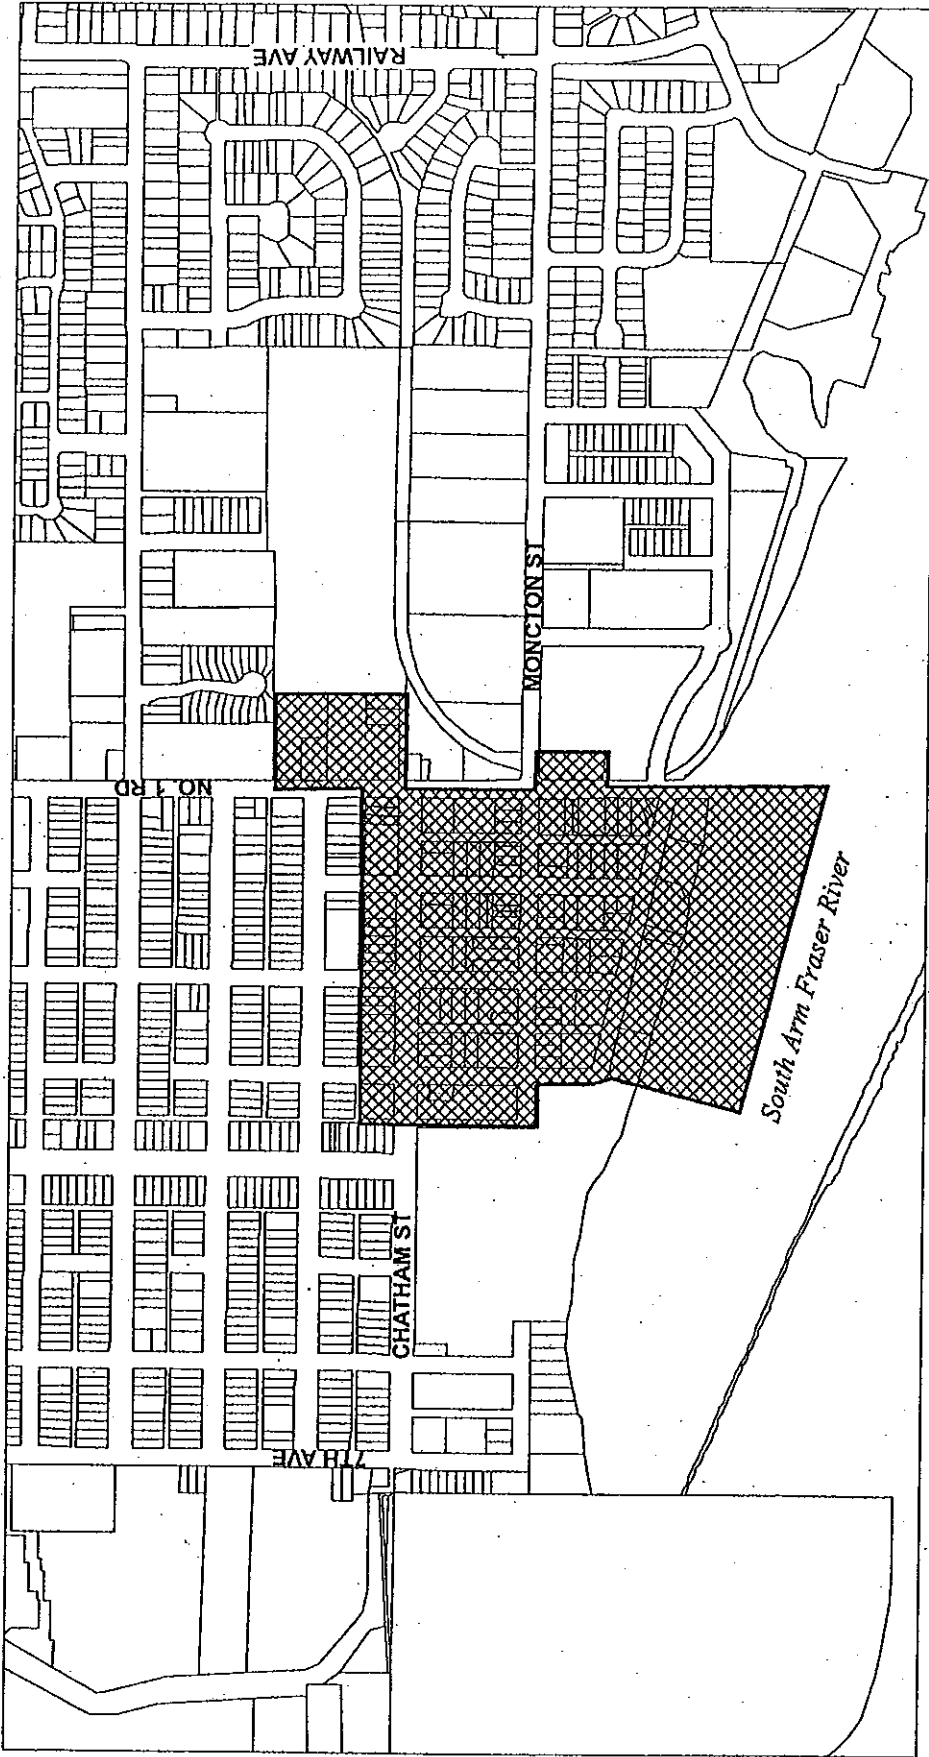 RAILWAY AVE
MONCTON ST
NO. 1 RD
South Arm Fraser River
CHATHAM ST
7TH AVE